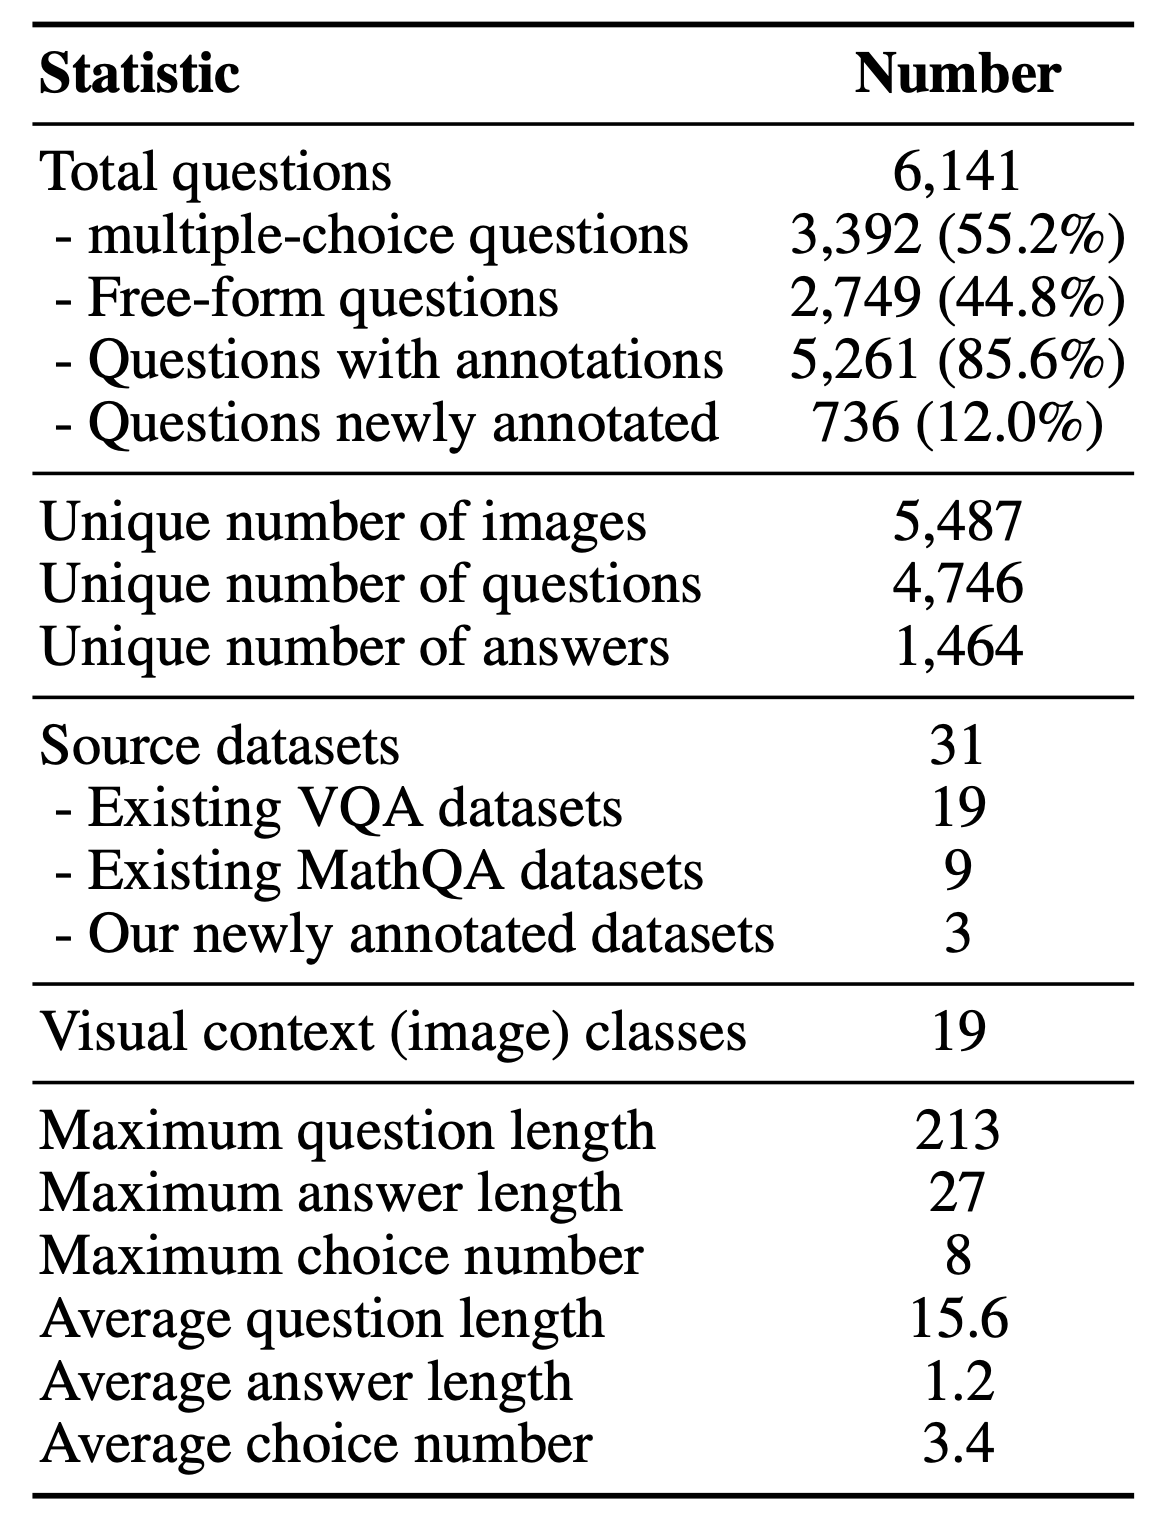 Statistic Number
Total questions 6,141
- multiple-choice questions 3,392 (55.2%)
- Free-form questions 2,749 (44.8%)
- Questions with annotations 5,261 (85.6%)
- Questions newly annotated 736 (12.0%)
Unique number of images 5,487
Unique number of questions 4,746
Unique number of answers 1,464
Source datasets 31
- Existing VQA datasets 19
- Existing MathQA datasets 9
- Our newly annotated datasets 3
Visual context (image) classes 19
Maximum question length 213
Maximum answer length 27
Maximum choice number 8
Average question length 15.6
Average answer length 1.2
Average choice number 3.4